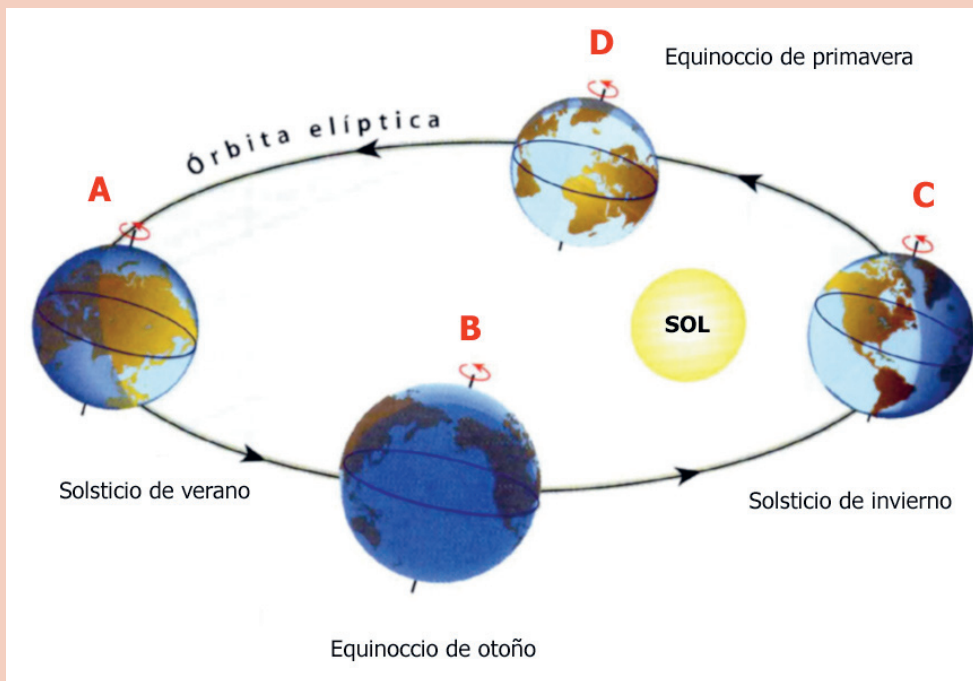 D
Equinoccio de primavera
Órbita elíptica
A
C
B
SOL
Solsticio de verano
Solsticio de invierno
Equinoccio de otoño